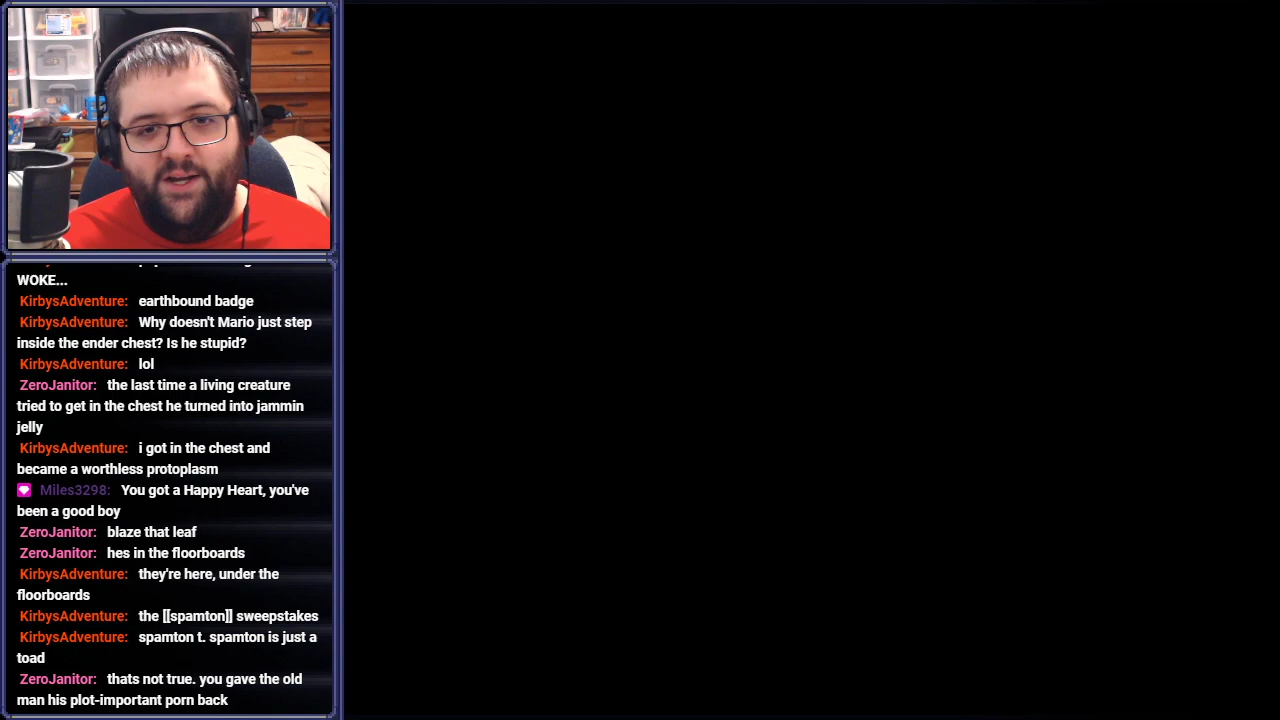 WOKE...
KirbysAdventure: earthbound badge
KirbysAdventure: Why doesn't Mario just step
inside the ender chest? Is he stupid?
KirbysAdventure: lol
ZeroJanitor: the last time a living creature
tried to get in the chest he turned into jammin
jelly
KirbysAdventure: i got in the chest and
became a worthless protoplasm
Miles3298: You got a Happy Heart, you've
been a good boy
ZeroJanitor: blaze that leaf
ZeroJanitor: hes in the floorboards
KirbysAdventure: they're here, under the
floorboards
KirbysAdventure: the [[spamton]] sweepstakes
KirbysAdventure: spamton t. spamton is just a
toad
ZeroJanitor: thats not true. you gave the old
man his plot-important porn back